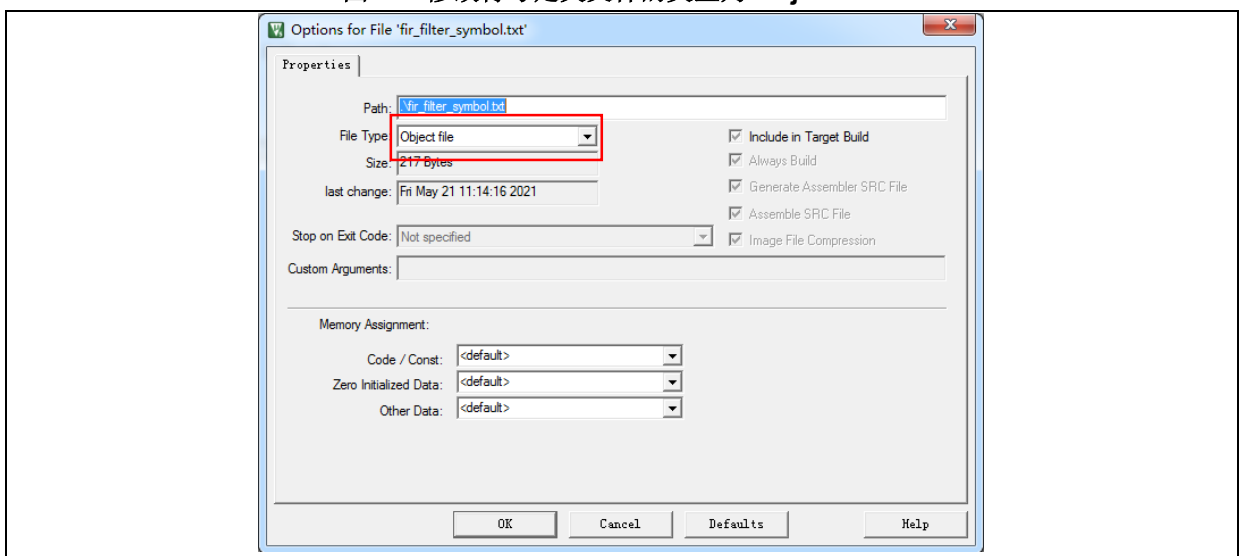 Options for File 'fir_filter_symbol.txt'
Properties
Path: .\fir_filter_symbol.txt
File Type: Object file
Include in Target Build
Size: 217 Bytes
Always Build
last change: Fri May 21 11:14:16 2021
Generate Assembler SRC File
Assemble SRC File
Stop on Exit Code: Not specified
Image File Compression
Custom Arguments:
Memory Assignment:
Code / Const: <default>
Zero Initialized Data: <default>
Other Data: <default>
OK Cancel Defaults Help